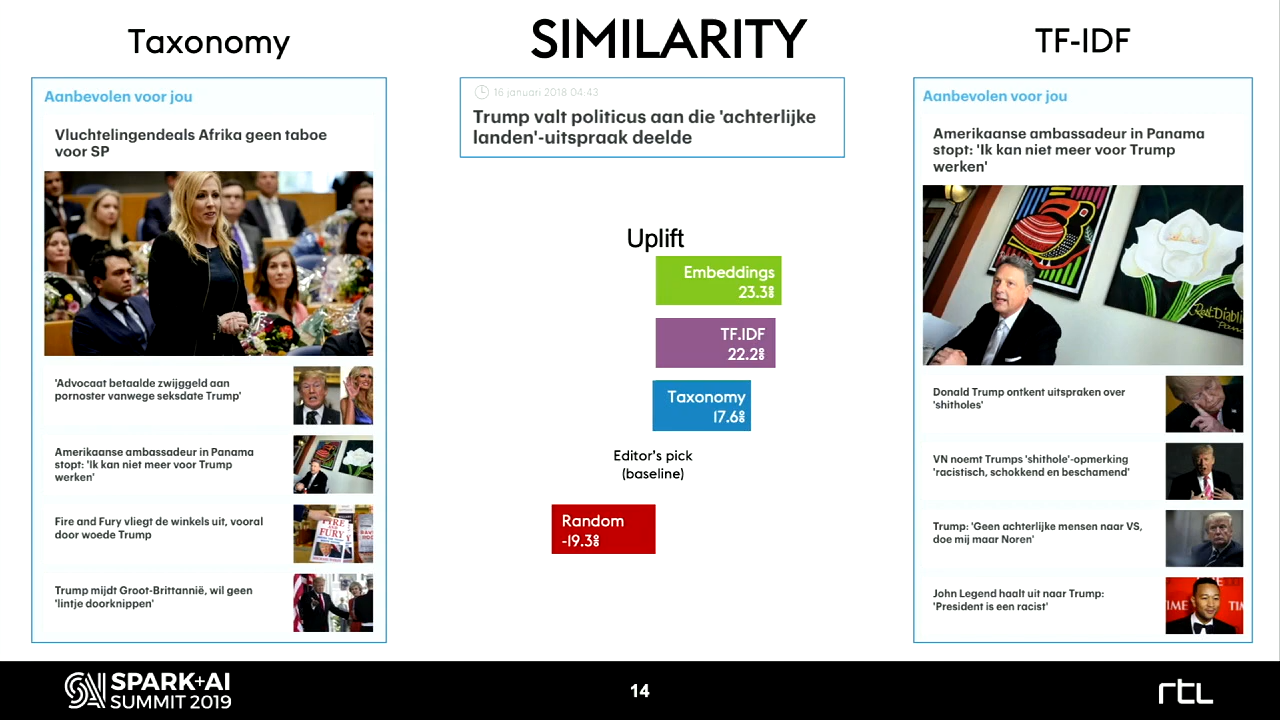 Taxonomy
SIMILARITY
TF-IDF
Aanbevolen voor jou
Vluchtelingendeals Afrika geen taboe
voor SP
'Advocaat betaalde zwijggeld aan
pornoster vanwege seksdate Trump'
Amerikaanse ambassadeur in Panama
stopt: 'Ik kan niet meer voor Trump
werken'
Fire and Fury vliegt de winkels uit, vooral
door woede Trump
FIRE
FURY
Trump mijdt Groot-Brittannië, wil geen
'lintje doorknippen'
16 januari 2018 04:43
Trump valt politicus aan die 'achterlijke
landen'-uitspraak deelde
Uplift
Embeddings
23.3%
TF.IDF
22.2%
Taxonomy
17.6%
Editor's pick
(baseline)
Random
-19.3%
Aanbevolen voor jou
Amerikaanse ambassadeur in Panama
stopt: 'Ik kan niet meer voor Trump
werken'
Donald Trump ontkent uitspraken over
'shitholes'
VN noemt Trumps 'shithole'-opmerking
'racistisch, schokkend en beschamend'
Trump: 'Geen achterlijke mensen naar VS,
doe mij maar Noren'
John Legend haalt uit naar Trump:
'President is een racist'
TIME
TIM
SPARK+AI
SUMMIT 2019
14
rtl